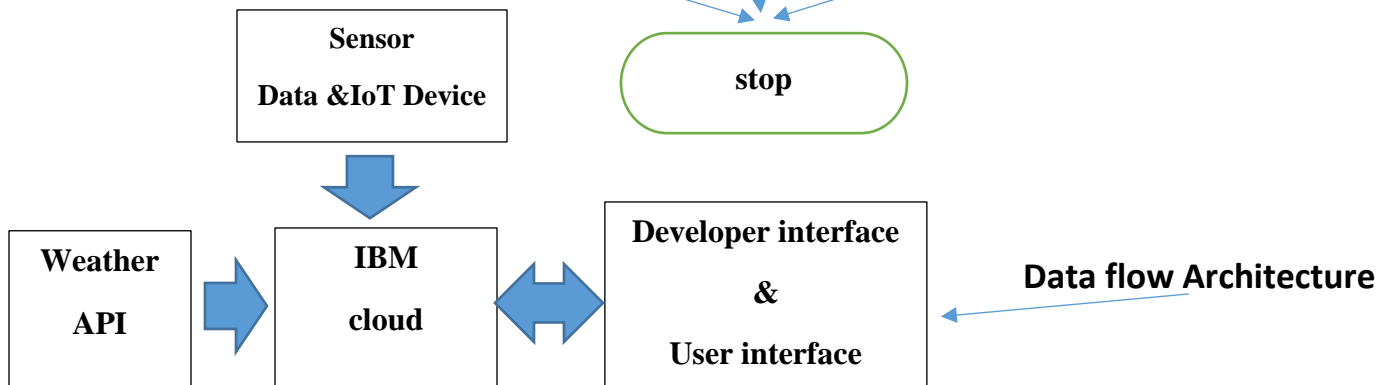 Sensor
Data &IoT Device
stop
Weather
API
IBM
cloud
Developer interface
&
User interface
Data flow Architecture